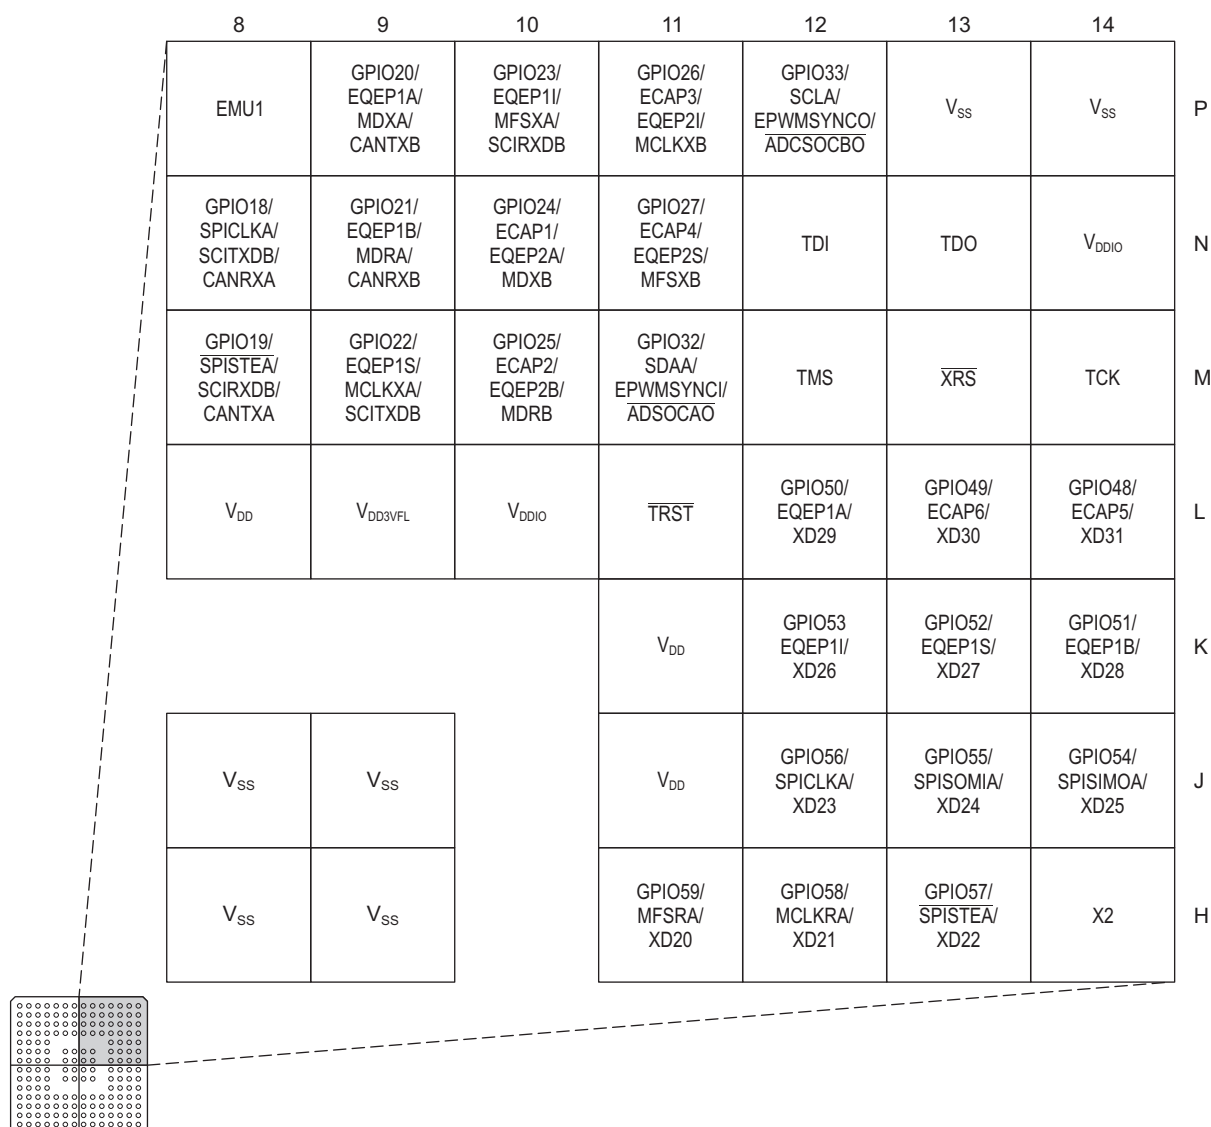 8 9 10 11 12 13 14
EMU1
GPIO20/
EQEP1A/
MDXA/
CANTXB
GPIO23/
EQEP1I/
MFSXA/
SCIRXDB
GPIO26/
ECAP3/
EQEP2I/
MCLKXB
GPIO33/
SCLA/
EPWMSYNCO/
ADCSOCBO
VSS
VSS
P
GPIO18/
SPICLKA/
SCITXDB/
CANRXA
GPIO21/
EQEP1B/
MDRA/
CANRXB
GPIO24/
ECAP1/
EQEP2A/
MDXB
GPIO27/
ECAP4/
EQEP2S/
MFSXB
TDI
TDO
VDDIO
N
GPIO19/
SPISTEA/
SCIRXDB/
CANTXA
GPIO22/
EQEP1S/
MCLKXA/
SCITXDB
GPIO25/
ECAP2/
EQEP2B/
MDRB
GPIO32/
SDAA/
EPWMSYNCI/
ADSOCAO
TMS
XRS
TCK
M
VDD
VDD3VFL
VDDIO
TRST
GPIO50/
EQEP1A/
XD29
GPIO49/
ECAP6/
XD30
GPIO48/
ECAP5/
XD31
L
VDD
GPIO53
EQEP1I/
XD26
GPIO52/
EQEP1S/
XD27
GPIO51/
EQEP1B/
XD28
K
VSS
VSS
VDD
GPIO56/
SPICLKA/
XD23
GPIO55/
SPISOMIA/
XD24
GPIO54/
SPISIMOA/
XD25
J
VSS
VSS
GPIO59/
MFSRA/
XD20
GPIO58/
MCLKRA/
XD21
GPIO57/
SPISTEA/
XD22
X2
H